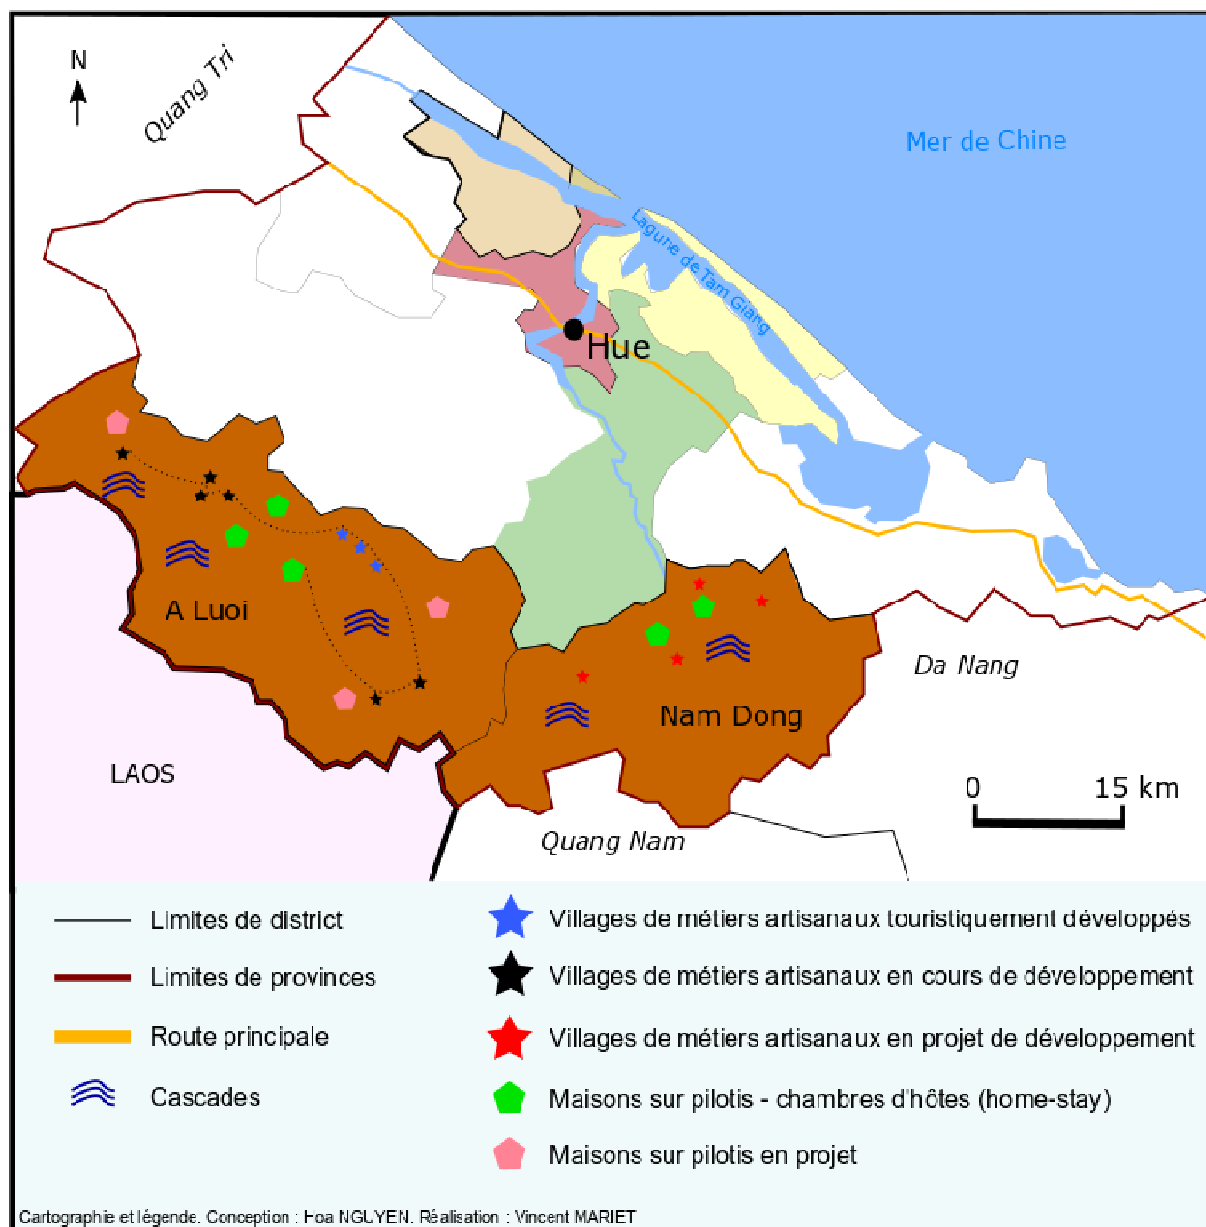 N
Quang Tri
Mer de Chine
Lagune de Tam Giang
Hue
A Luoi
Da Nang
Nam Dong
LAOS
0 15 km
Quang Nam
Limites de district
Limites de provinces
Route principale
Cascades
Villages de métiers artisanaux touristiquement développés
Villages de métiers artisanaux en cours de développement
Villages de métiers artisanaux en projet de développement
Maisons sur pilotis - chambres d'hôtes (home-stay)
Maisons sur pilotis en projet
Cartographie et légende. Conception : Hoa NGUYEN. Réalisation : Vincent MARIET